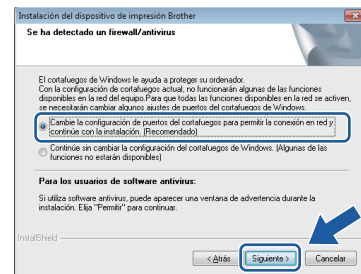 Instalación del dispositivo de impresión Brother
Se ha detectado un firewall/antivirus
El cortafuegos de Windows le ayuda a proteger su ordenador.
Con la configuración de cortafuegos actual, no funcionarán algunas de las funciones
disponibles en la red del equipo.Para que todas las funciones disponibles en la red se activen,
se necesitarán cambiar algunos ajustes de puertos del cortafuegos de Windows.
Cambie la configuración de puertos del cortafuegos para permitir la conexión en red y
continúe con la instalación. (Recomendado)
Continúe sin cambiar la configuración del cortafuegos de Windows. (Algunas de las
funciones no estarán disponibles)
Para los usuarios de software antivirus:
Si utiliza software antivirus, puede aparecer una ventana de advertencia durante la
instalación. Elija "Permitir" para continuar.
InstallShield
< Atrás
Siguiente >
Cancelar